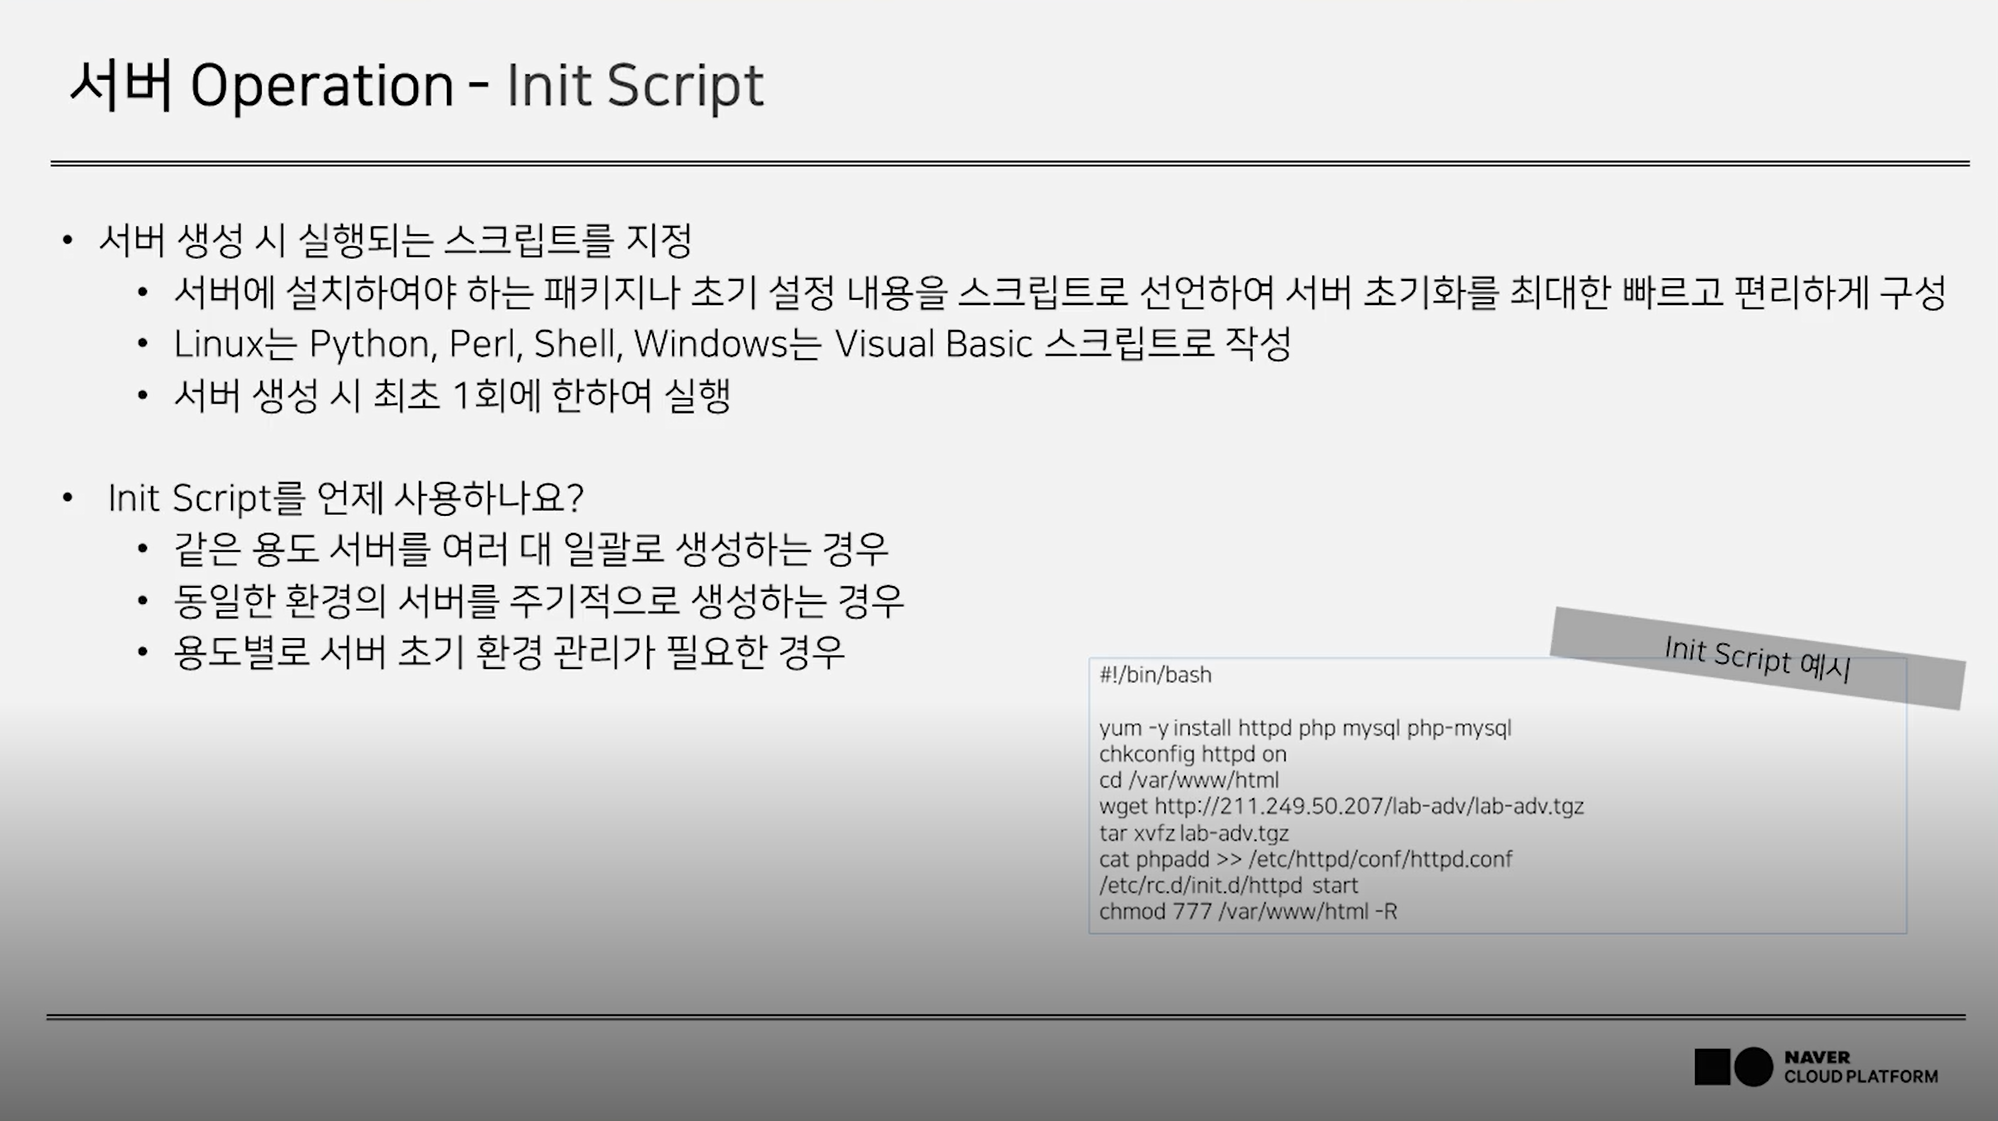 서버 Operation - Init Script
• 서버 생성 시 실행되는 스크립트를 지정
• 서버에 설치하여야 하는 패키지나 초기 설정 내용을 스크립트로 선언하여 서버 초기화를 최대한 빠르고 편리하게 구성
• Linux는 Python, Perl, Shell, Windows는 Visual Basic 스크립트로 작성
• 서버 생성 시 최초 1회에 한하여 실행
• Init Script를 언제 사용하나요?
• 같은 용도 서버를 여러 대 일괄로 생성하는 경우
• 동일한 환경의 서버를 주기적으로 생성하는 경우
• 용도별로 서버 초기 환경 관리가 필요한 경우
Init Script 예시
#!/bin/bash
yum -y install httpd php mysql php-mysql
chkconfig httpd on
cd /var/www/html
wget http://211.249.50.207/lab-adv/lab-adv.tgz
tar xvfz lab-adv.tgz
cat phpadd >> /etc/httpd/conf/httpd.conf
/etc/rc.d/init.d/httpd start
chmod 777 /var/www/html -R
NAVER
CLOUD PLATFORM